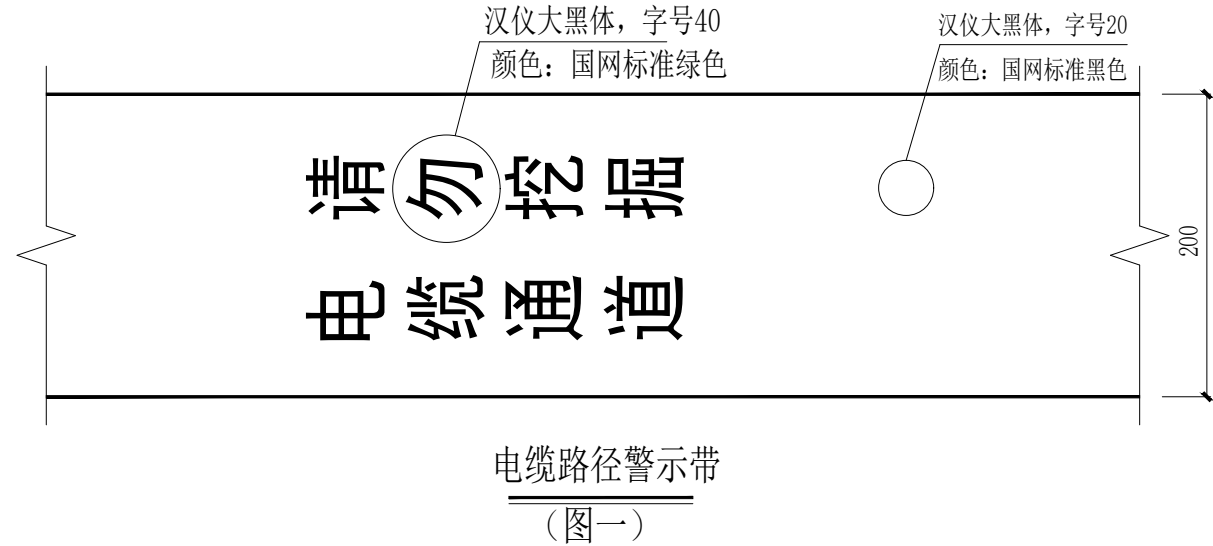 汉仪大黑体，字号40
颜色：国网标准绿色
汉仪大黑体，字号20
颜色：国网标准黑色
请勿挖掘
电缆通道
200
电缆路径警示带
（图一）